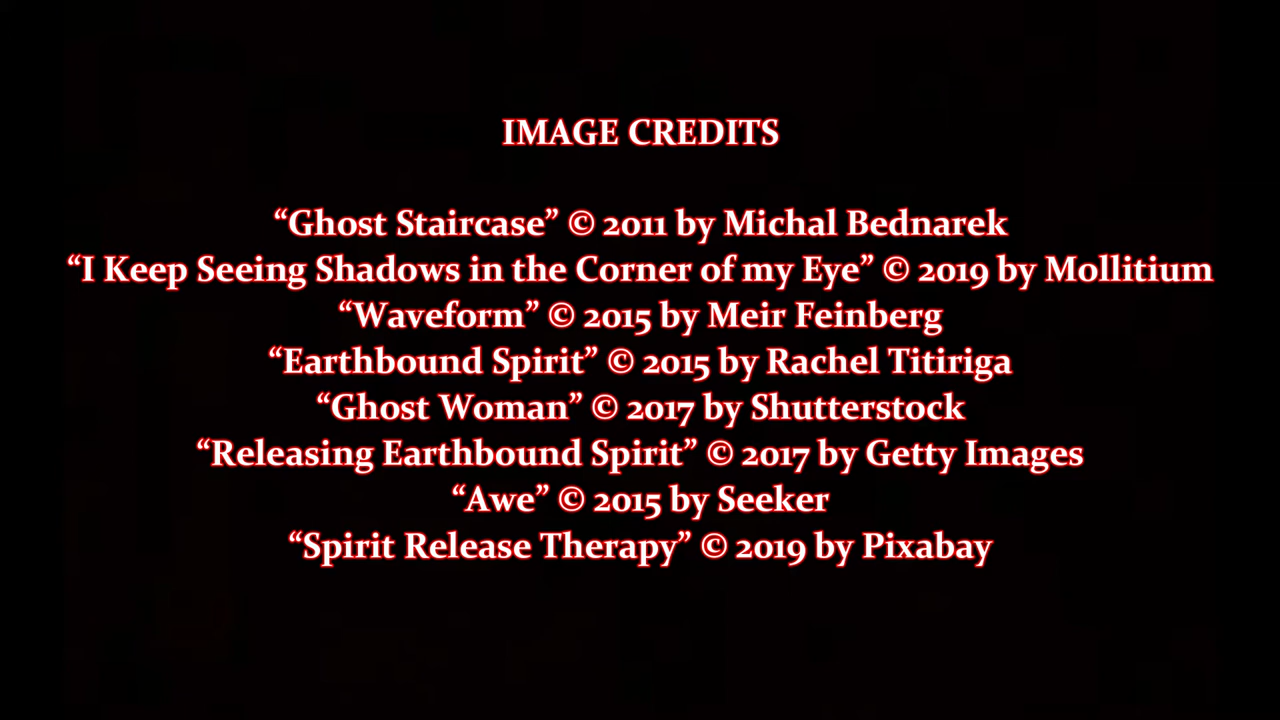 IMAGE CREDITS
“Ghost Staircase” © 2011 by Michal Bednarek
“I Keep Seeing Shadows in the Corner of my Eye” © 2019 by Mollitium
“Waveform” © 2015 by Meir Feinberg
“Earthbound Spirit” © 2015 by Rachel Titiriga
“Ghost Woman” © 2017 by Shutterstock
“Releasing Earthbound Spirit” © 2017 by Getty Images
“Awe” © 2015 by Seeker
“Spirit Release Therapy” © 2019 by Pixabay